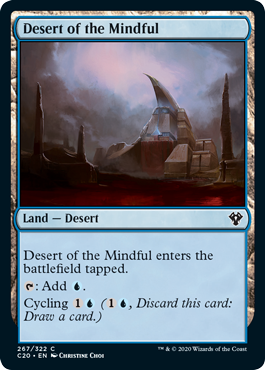 Desert of the Mindful
Land — Desert
Desert of the Mindful enters the
battlefield tapped.
: Add .
Cycling 1 (1, Discard this card:
Draw a card.)
267/322 C
C20 • EN Christine Choi
™ & © 2020 Wizards of the Coast